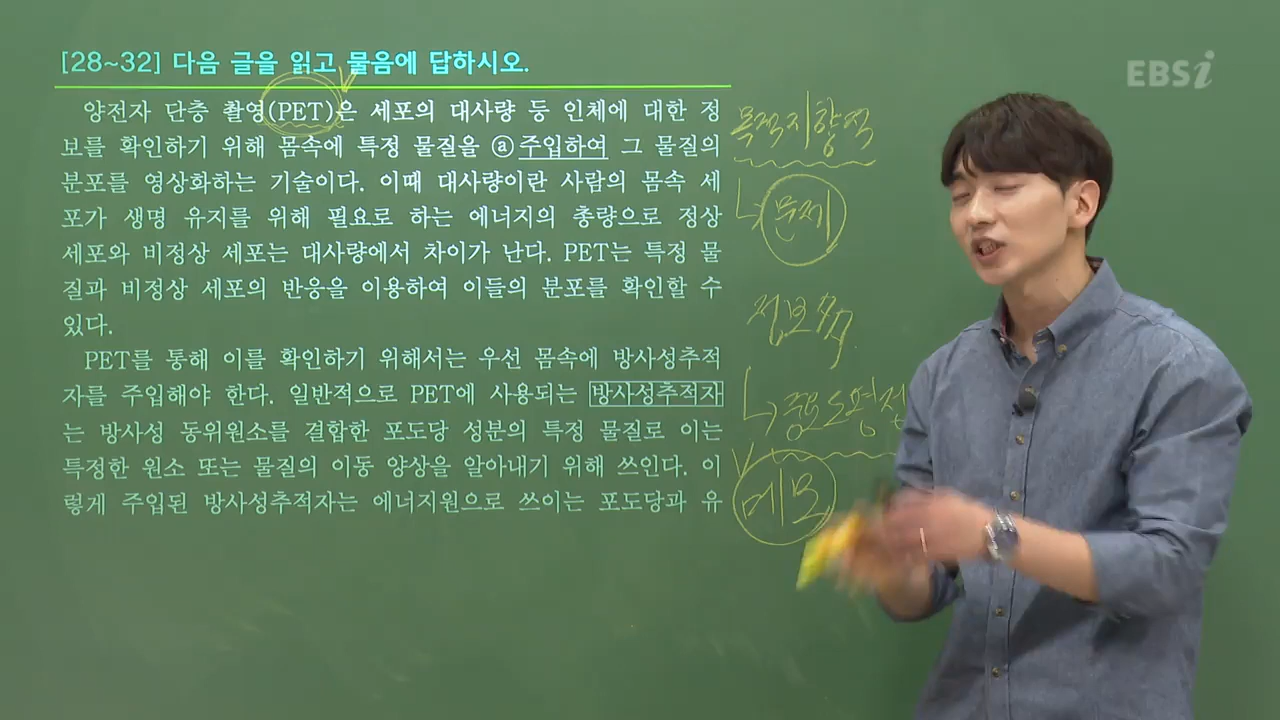 [28~32] 다음 글을 읽고 물음에 답하시오.
EBSi
양전자 단층 촬영(PET)은 세포의 대사량 등 인체에 대한 정
보를 확인하기 위해 몸속에 특정 물질을 ⓐ주입하여 그 물질의
분포를 영상화하는 기술이다. 이때 대사량이란 사람의 몸속 세
포가 생명 유지를 위해 필요로 하는 에너지의 총량으로 정상
세포와 비정상 세포는 대사량에서 차이가 난다. PET는 특정 물
질과 비정상 세포의 반응을 이용하여 이들의 분포를 확인할 수
있다.
PET를 통해 이를 확인하기 위해서는 우선 몸속에 방사성추적
자를 주입해야 한다. 일반적으로 PET에 사용되는 방사성추적자
는 방사성 동위원소를 결합한 포도당 성분의 특정 물질로 이는
특정한 원소 또는 물질의 이동 양상을 알아내기 위해 쓰인다. 이
렇게 주입된 방사성추적자는 에너지원으로 쓰이는 포도당과 유
목적지향적
문제
정보
메모